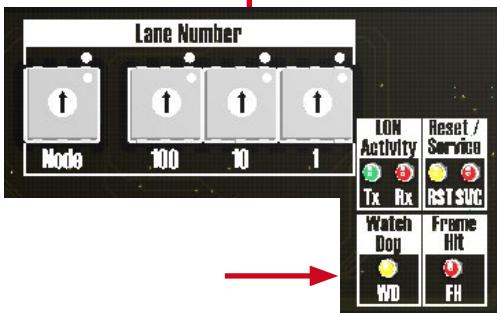 Lane Number
Node 100 10 1
LON Activity
Reset / Service
Tx Rx
RST SVC
Watch Dog
Frame Hit
WD
FH